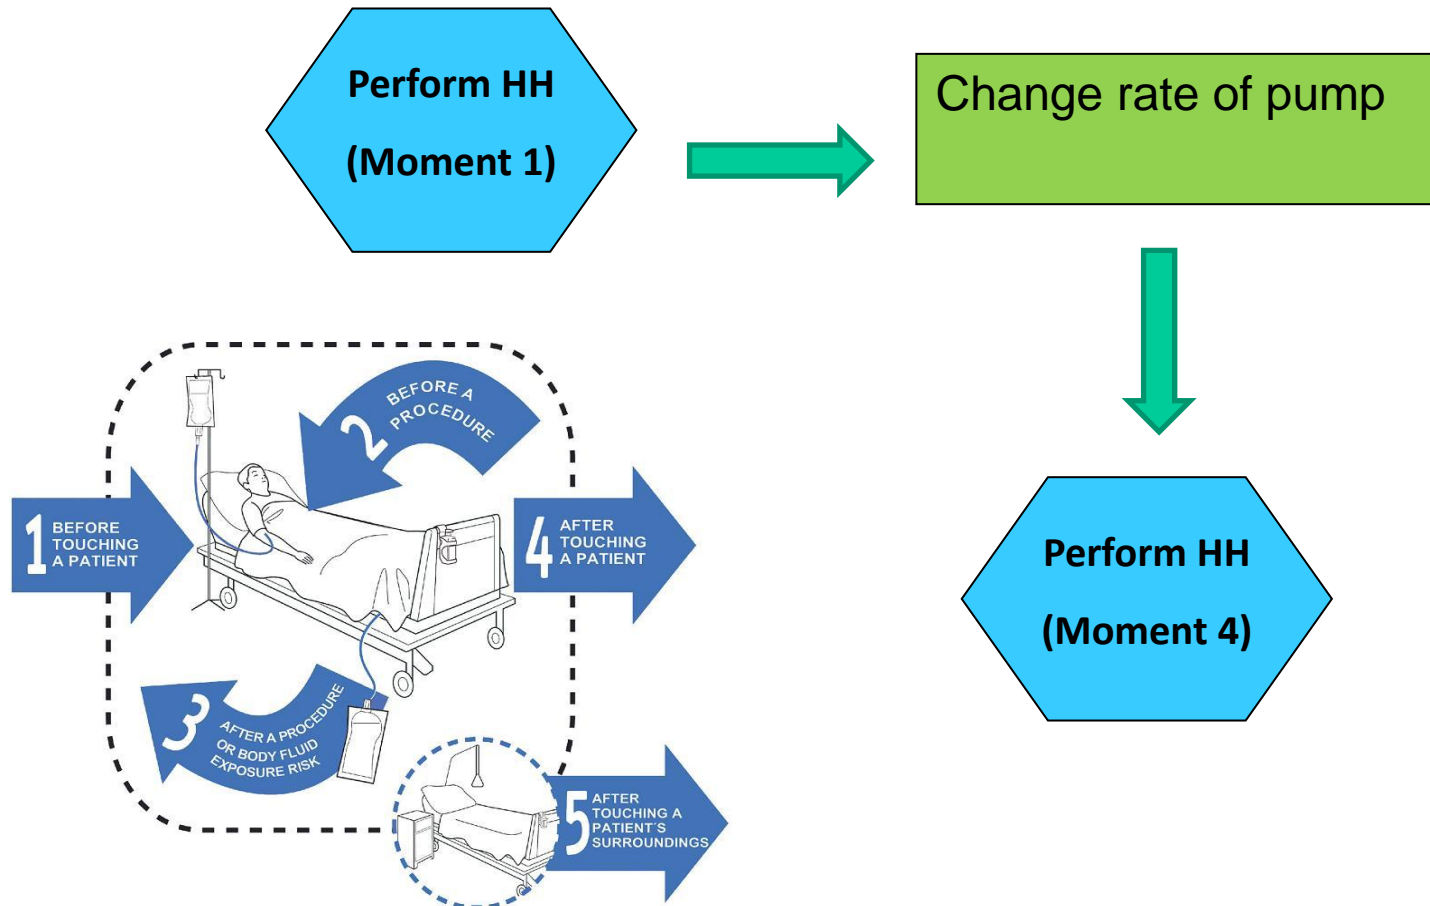 Perform HH
(Moment 1)
Change rate of pump
Perform HH
(Moment 4)
1 BEFORE
TOUCHING
A PATIENT
2 BEFORE A
PROCEDURE
3 AFTER A PROCEDURE
OR BODY FLUID
EXPOSURE RISK
4 AFTER
TOUCHING
A PATIENT
5 AFTER
TOUCHING A
PATIENT´S
SURROUNDINGS